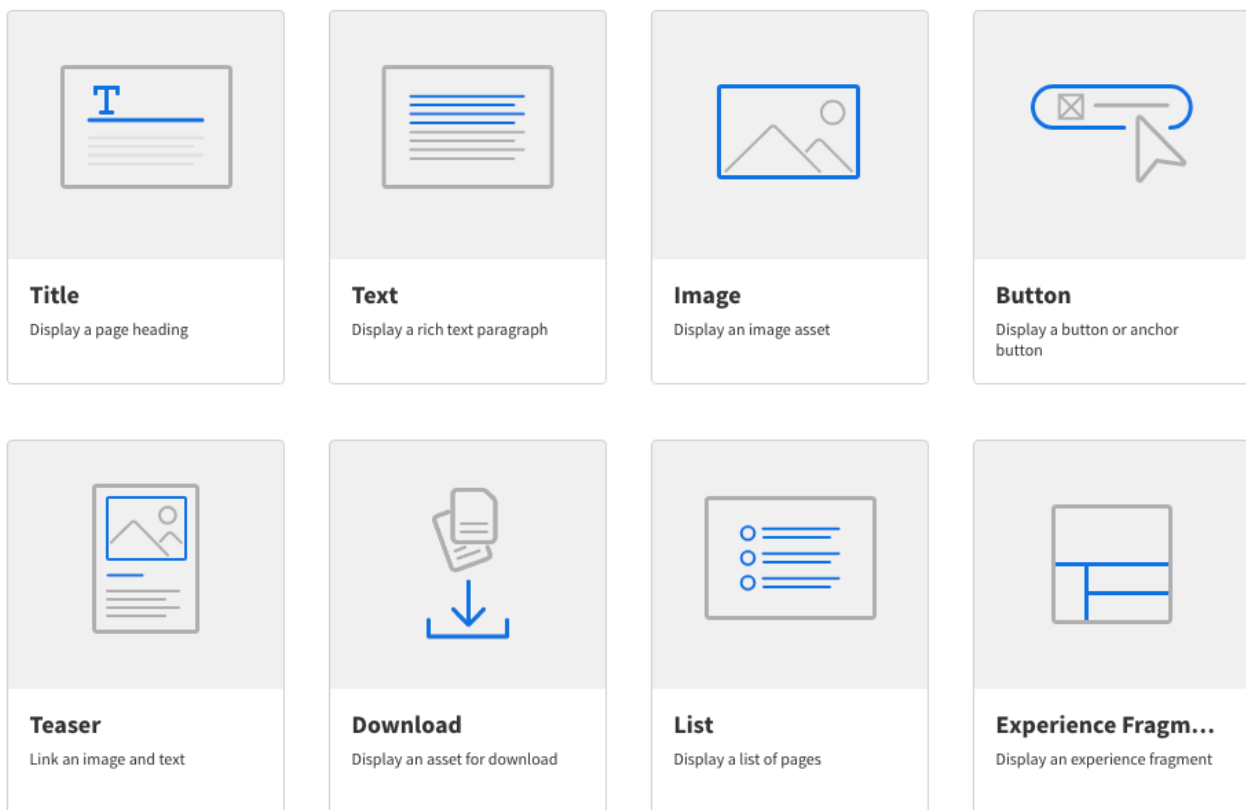 T
Title
Display a page heading
Text
Display a rich text paragraph
Image
Display an image asset
Button
Display a button or anchor
button
Teaser
Link an image and text
Download
Display an asset for download
List
Display a list of pages
Experience Fragm...
Display an experience fragment